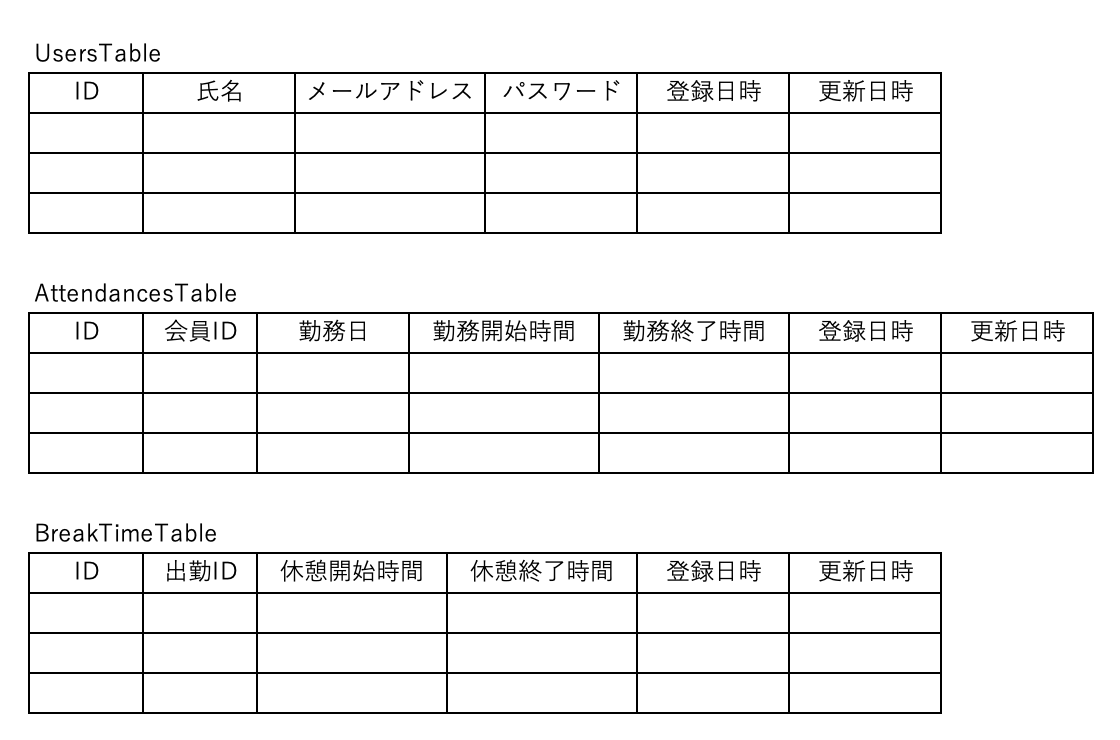 UsersTable
ID 氏名 メールアドレス パスワード 登録日時 更新日時
AttendancesTable
ID 会員ID 勤務日 勤務開始時間 勤務終了時間 登録日時 更新日時
BreakTimeTable
ID 出勤ID 休憩開始時間 休憩終了時間 登録日時 更新日時